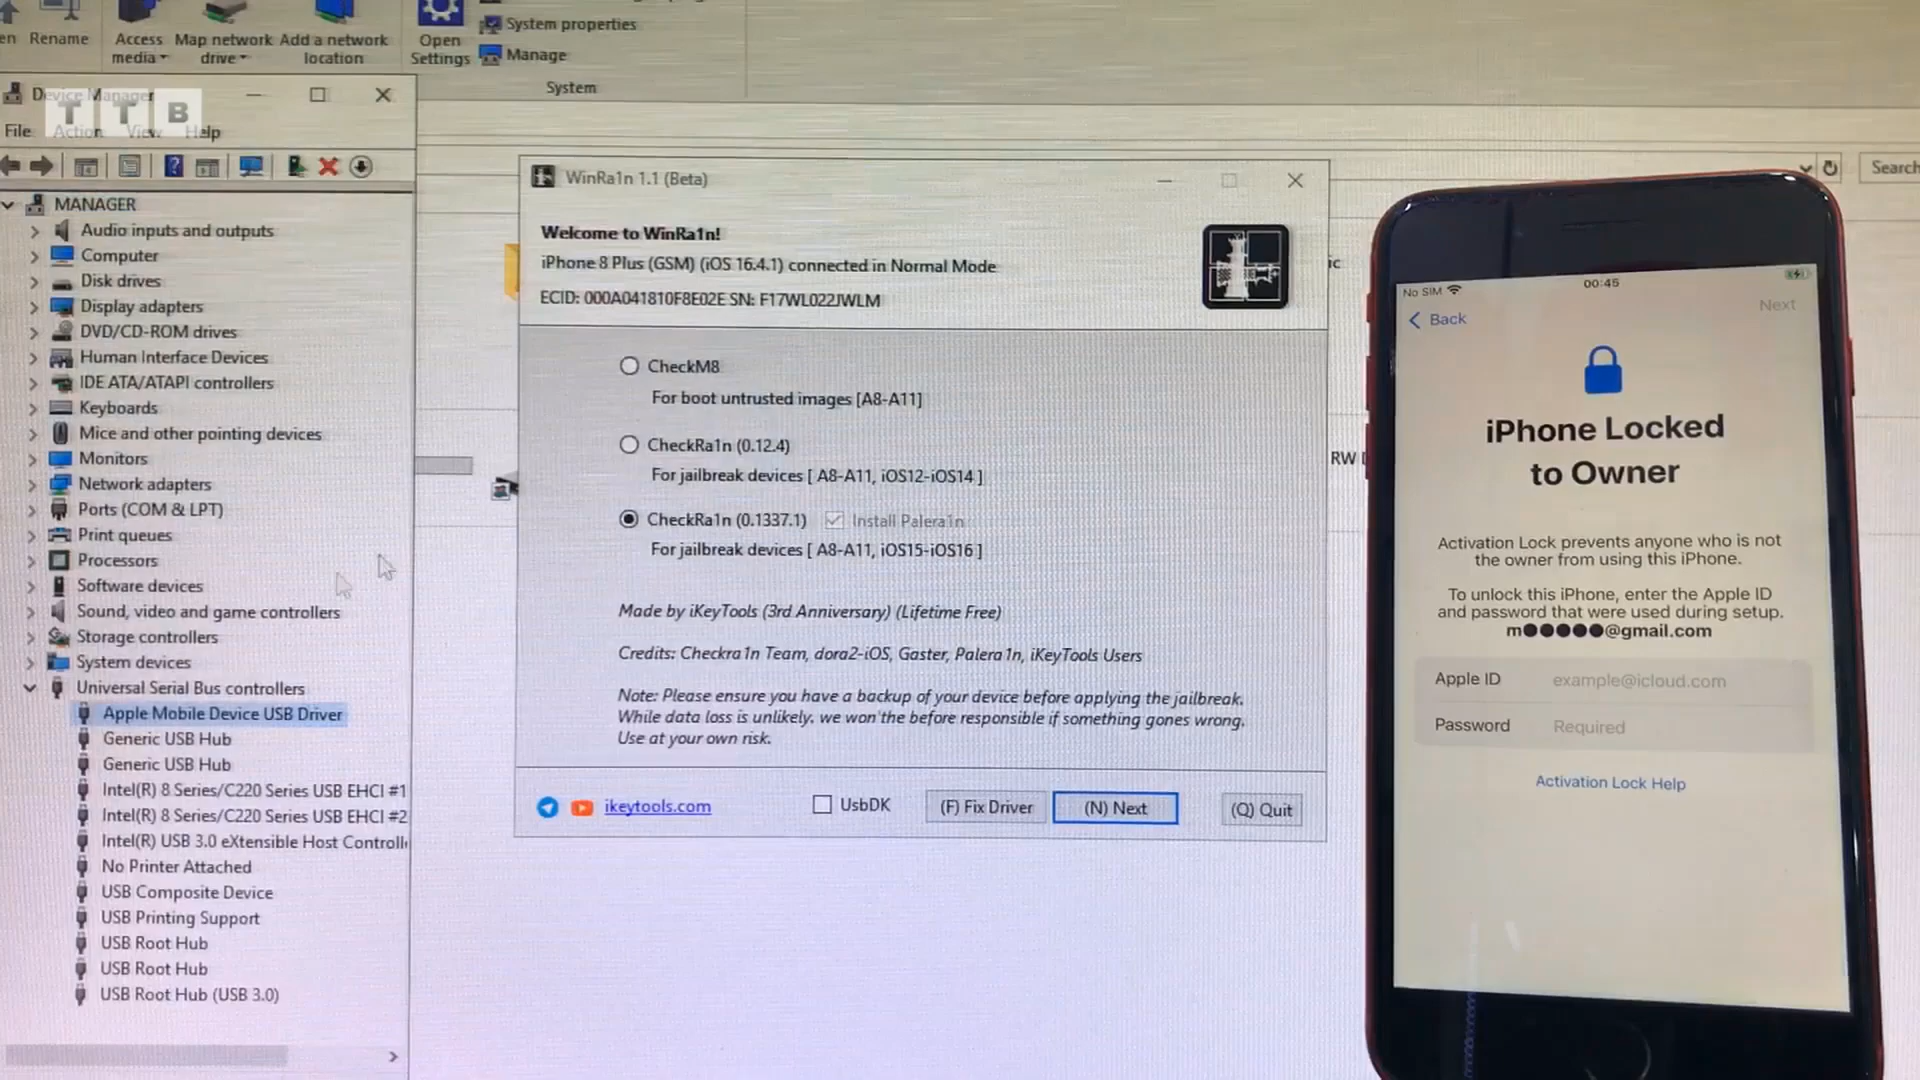 Rename
Access
media
Map network
drive
Add a network
location
Open
Settings
System properties
Manage
System
Device Manager
T T B
File
Action
View
Help
MANAGER
Audio inputs and outputs
Computer
Disk drives
Display adapters
DVD/CD-ROM drives
Human Interface Devices
IDE ATA/ATAPI controllers
Keyboards
Mice and other pointing devices
Monitors
Network adapters
Ports (COM & LPT)
Print queues
Processors
Software devices
Sound, video and game controllers
Storage controllers
System devices
Universal Serial Bus controllers
Apple Mobile Device USB Driver
Generic USB Hub
Generic USB Hub
Intel(R) 8 Series/C220 Series USB EHCI #1
Intel(R) 8 Series/C220 Series USB EHCI #2
Intel(R) USB 3.0 eXtensible Host Controll
No Printer Attached
USB Composite Device
USB Printing Support
USB Root Hub
USB Root Hub
USB Root Hub (USB 3.0)
WinRa1n 1.1 (Beta)
Welcome to WinRa1n!
iPhone 8 Plus (GSM) (iOS 16.4.1) connected in Normal Mode
ECID: 000A041810F8E02E SN: F17WL022JWLM
CheckM8
For boot untrusted images [A8-A11]
CheckRa1n (0.12.4)
For jailbreak devices [ A8-A11, iOS12-iOS14 ]
CheckRa1n (0.1337.1)
Install Palera1n
For jailbreak devices [ A8-A11, iOS15-iOS16 ]
Made by iKeyTools (3rd Anniversary) (Lifetime Free)
Credits: Checkra1n Team, dora2-iOS, Gaster, Palera1n, iKeyTools Users
Note: Please ensure you have a backup of your device before applying the jailbreak.
While data loss is unlikely, we won'the before responsible if something gones wrong.
Use at your own risk.
ikeytools.com
UsbDK
(F) Fix Driver
(N) Next
(Q) Quit
Search
RW
No SIM
00:45
Back
Next
iPhone Locked
to Owner
Activation Lock prevents anyone who is not
the owner from using this iPhone.
To unlock this iPhone, enter the Apple ID
and password that were used during setup.
m●●●●●@gmail.com
Apple ID
example@icloud.com
Password
Required
Activation Lock Help